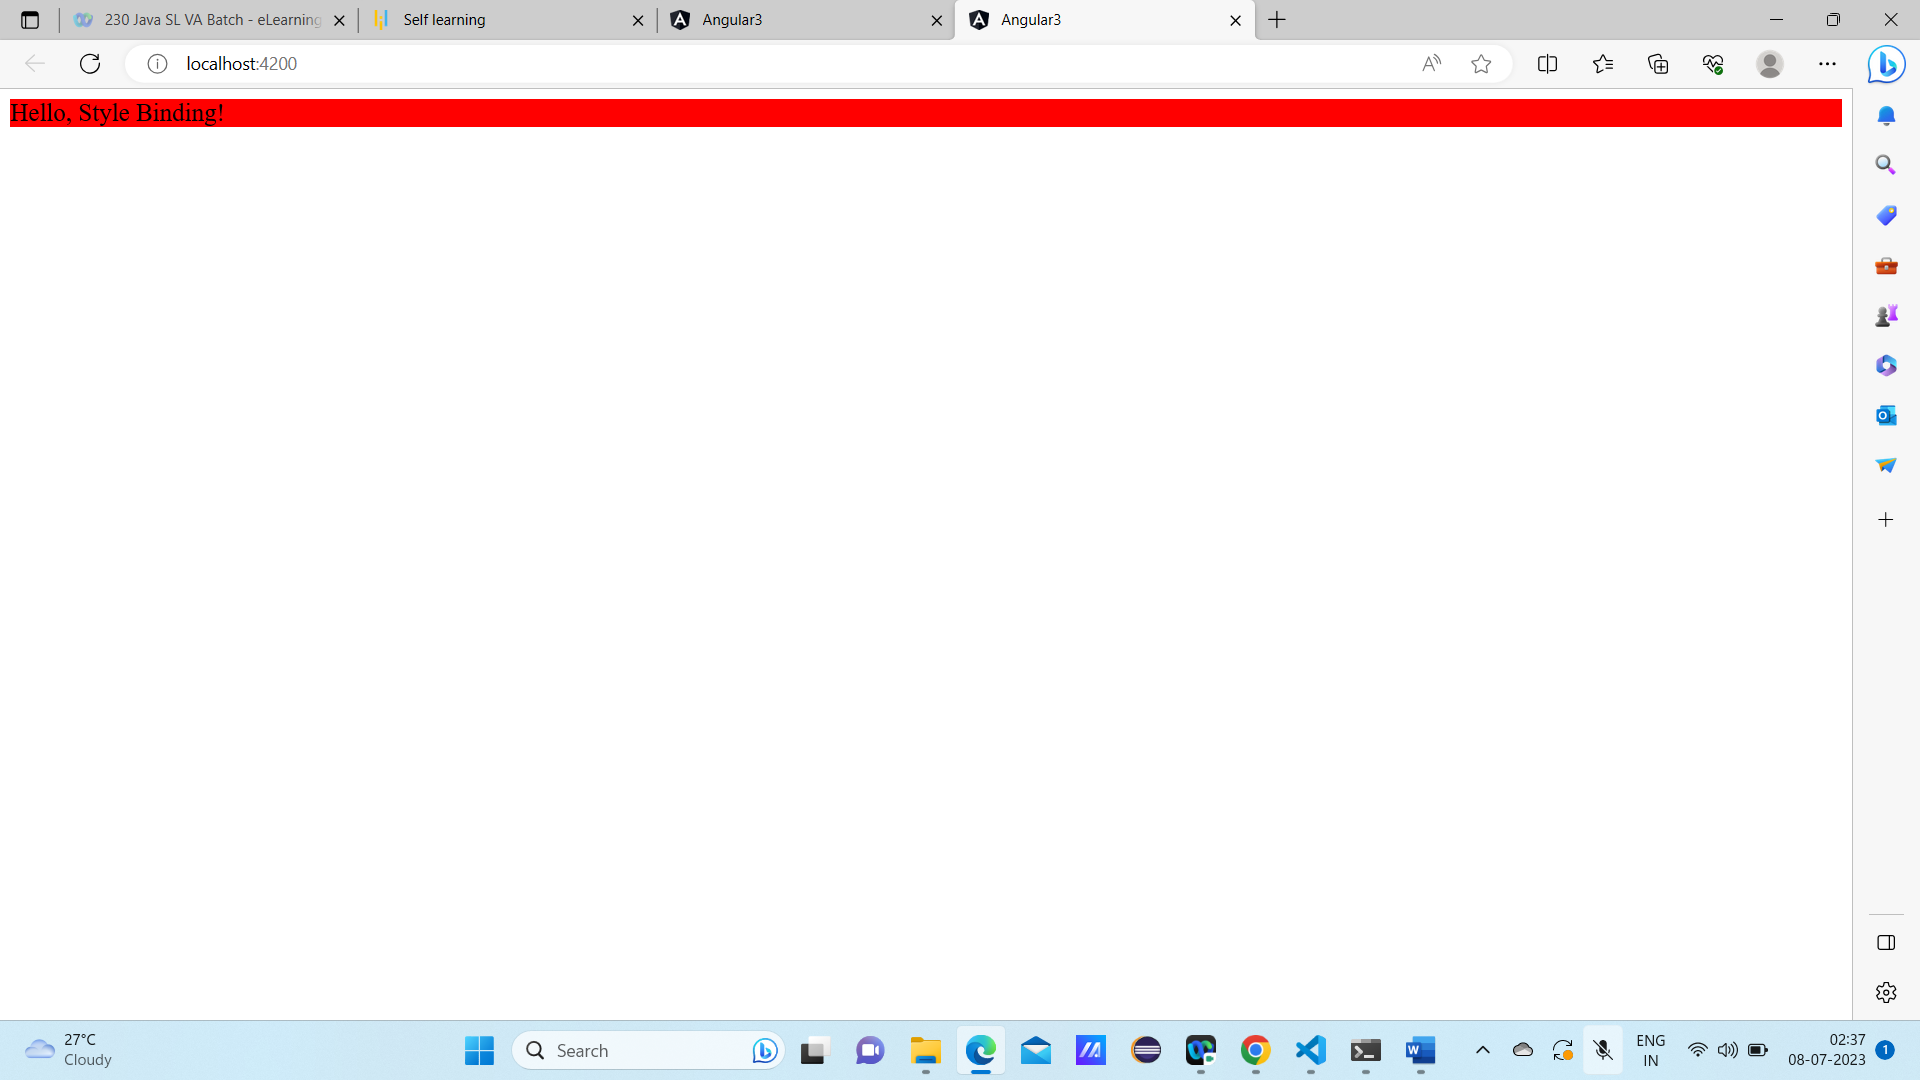 230 Java SL VA Batch - eLearning
Self learning
Angular3
Angular3
localhost:4200
Hello, Style Binding!
27°C
Cloudy
Search
ENG
IN
02:37
08-07-2023
1